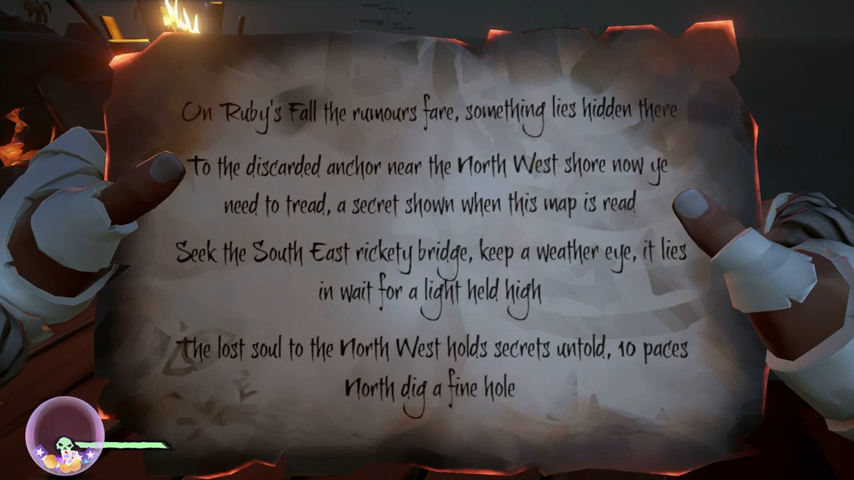 On Ruby's Fall the rumours fare, something lies hidden there
To the discarded anchor near the North West shore now ye
need to tread, a secret shown when this map is read
Seek the South East rickety bridge, keep a weather eye, it lies
in wait for a light held high
The lost soul to the North West holds secrets untold, 10 paces
North dig a fine hole